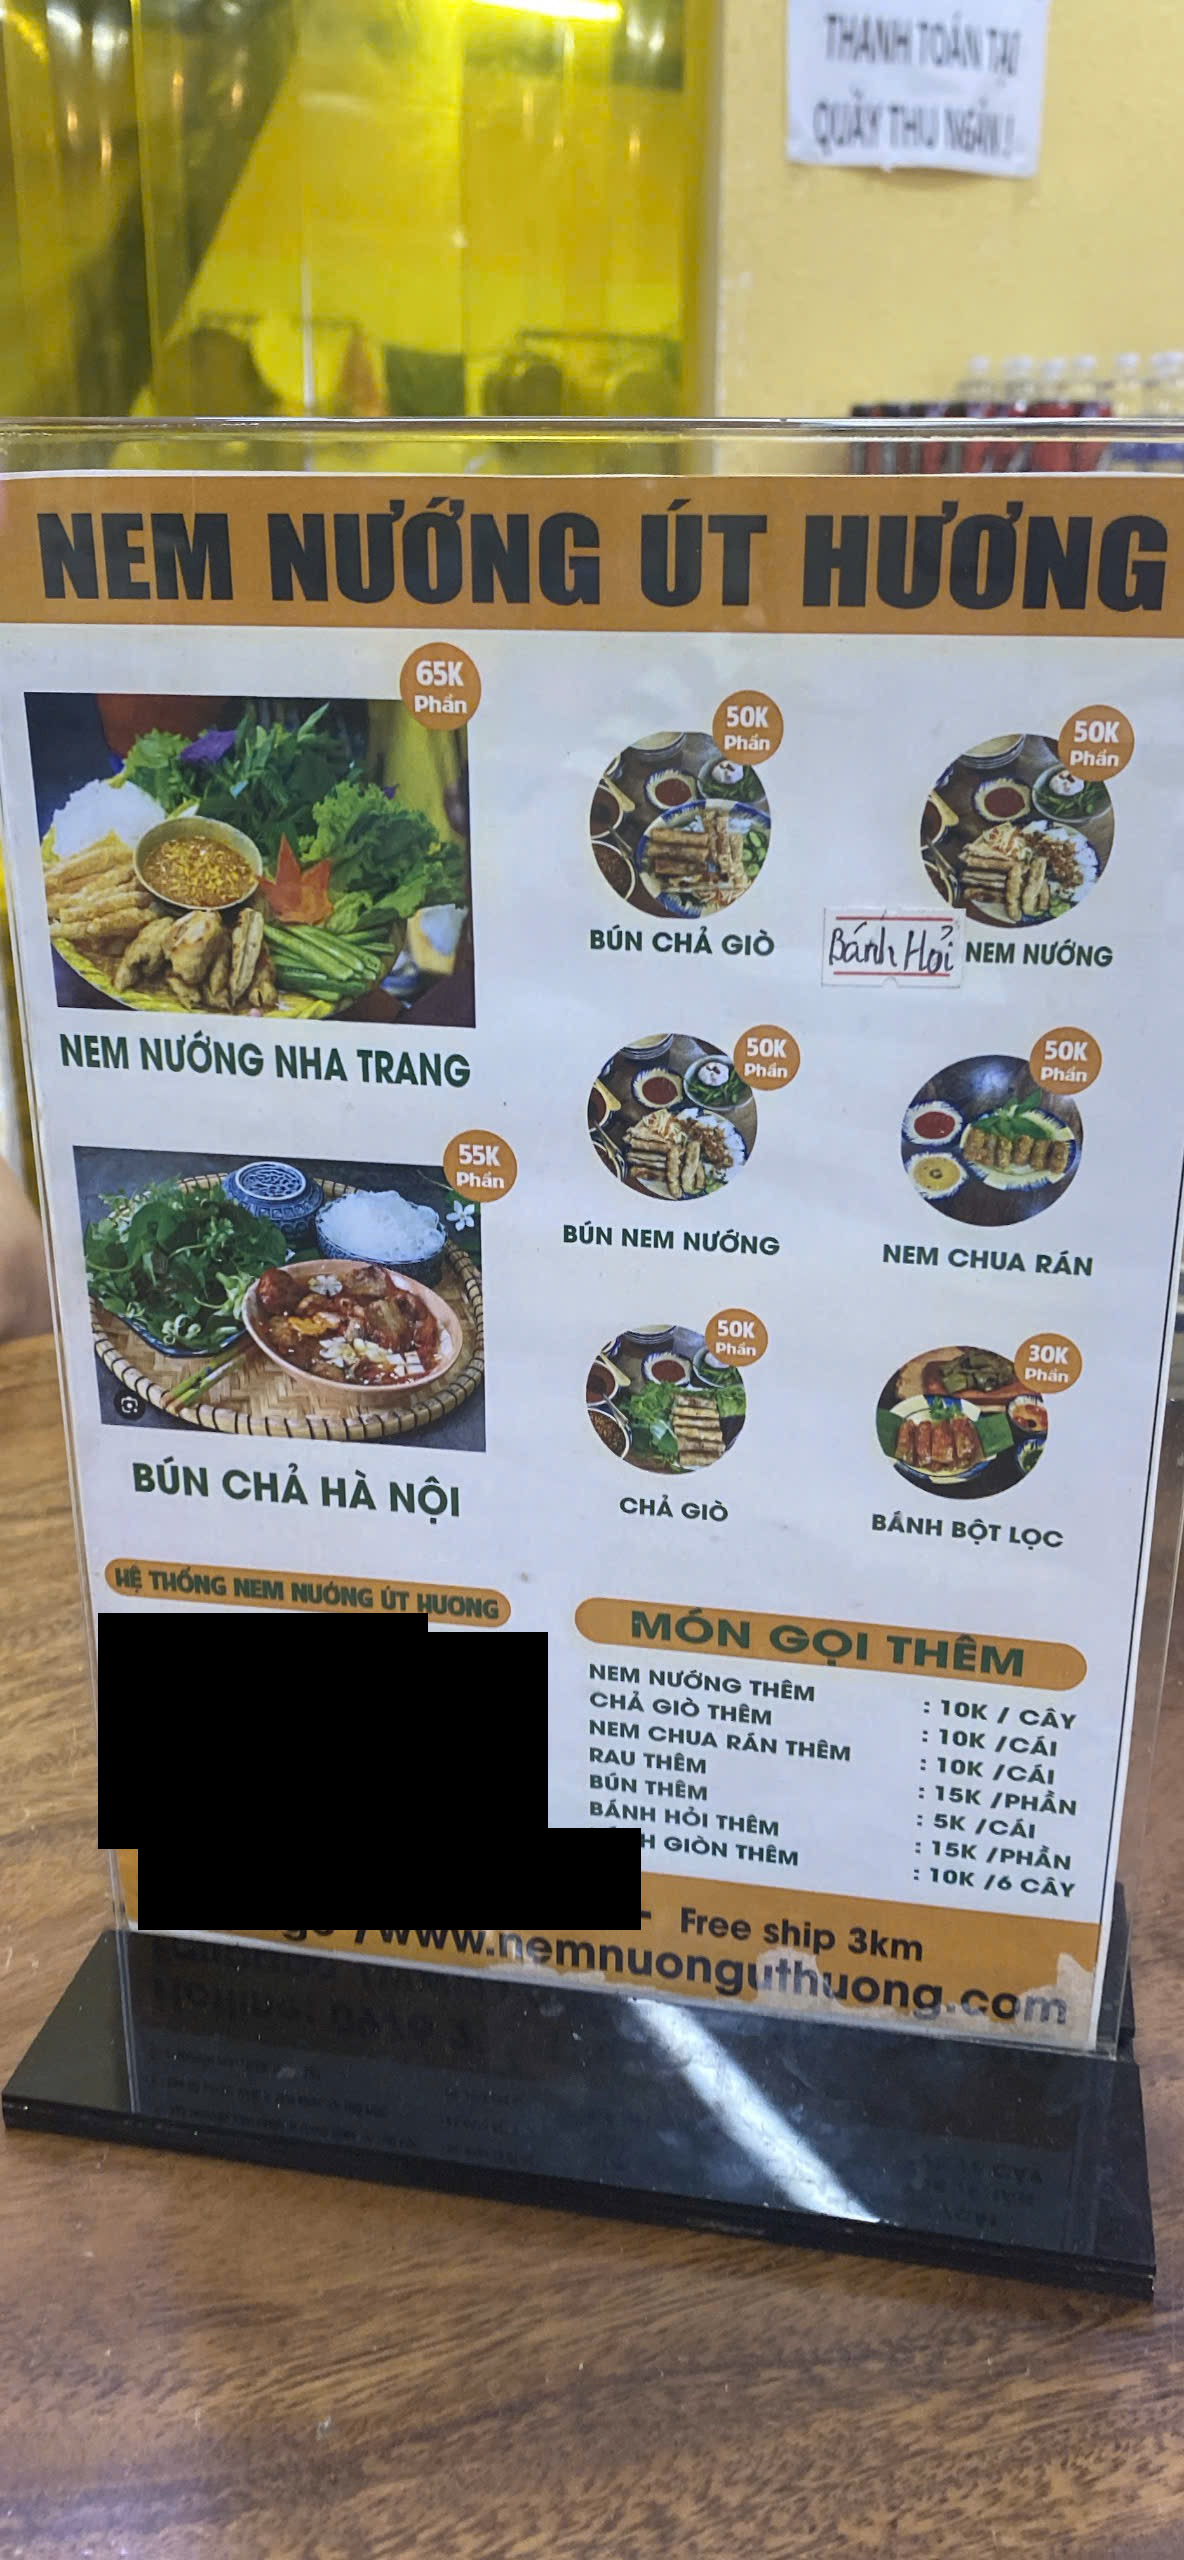 THANH TOÁN TẠI
QUẦY THU NGÂN!
NEM NƯỚNG ÚT HƯƠNG
65K
Phần
NEM NƯỚNG NHA TRANG
55K
Phần
BÚN CHẢ HÀ NỘI
50K
Phần
BÚN CHẢ GIÒ
50K
Phần
Bánh Hỏi NEM NƯỚNG
50K
Phần
BÚN NEM NƯỚNG
50K
Phần
NEM CHUA RÁN
50K
Phần
CHẢ GIÒ
30K
Phần
BÁNH BỘT LỌC
HỆ THỐNG NEM NƯỚNG ÚT HƯƠNG
MÓN GỌI THÊM
NEM NƯỚNG THÊM : 10K / CÂY
CHẢ GIÒ THÊM : 10K /CÁI
NEM CHUA RÁN THÊM : 10K /CÁI
RAU THÊM : 15K /PHẦN
BÚN THÊM : 5K /CÁI
BÁNH HỎI THÊM : 15K /PHẦN
GIÒN THÊM : 10K /6 CÂY
- Free ship 3km
/www.nemnuonguthuong.com